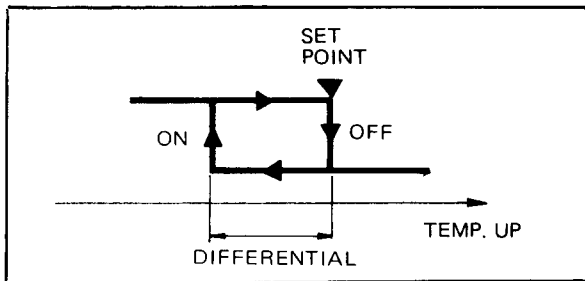 SET
POINT
ON
OFF
TEMP. UP
DIFFERENTIAL